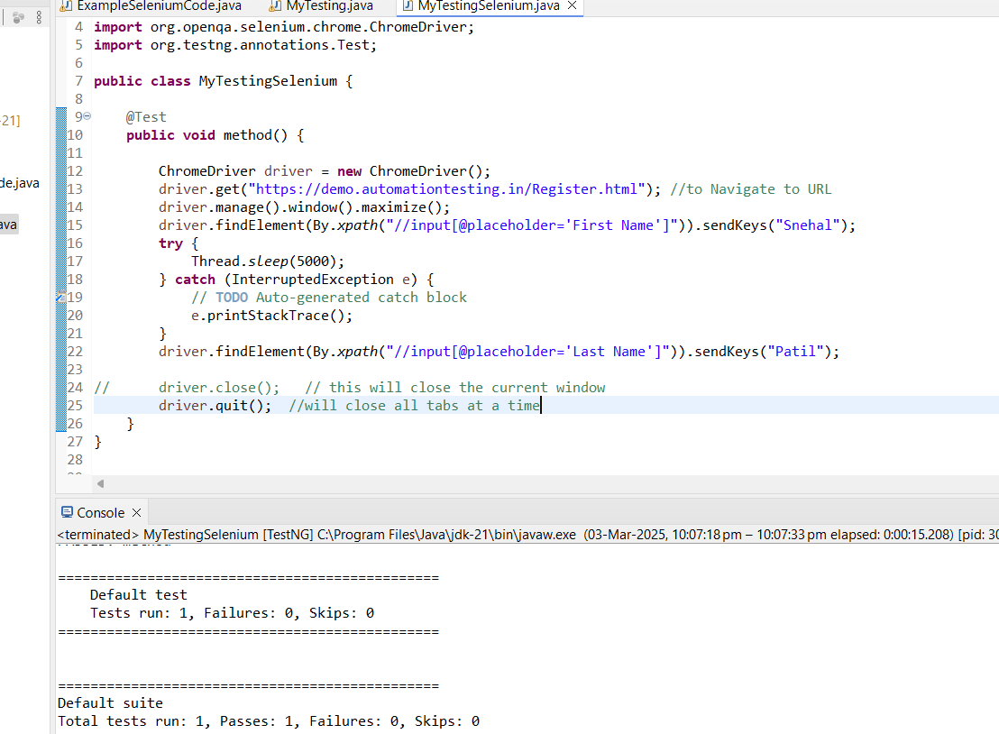 ExampleSeleniumCode.java MyTesting.java MyTestingSelenium.java
4 import org.openqa.selenium.chrome.ChromeDriver;
5 import org.testng.annotations.Test;
6
7 public class MyTestingSelenium {
8
-21]
9 @Test
10 public void method() {
11
12 ChromeDriver driver = new ChromeDriver();
de.java
13 driver.get("https://demo.automationtesting.in/Register.html"); //to Navigate to URL
14 driver.manage().window().maximize();
ava
15 driver.findElement(By.xpath("//input[@placeholder='First Name']")).sendKeys("Snehal");
16 try {
17 Thread.sleep(5000);
18 } catch (InterruptedException e) {
19 // TODO Auto-generated catch block
20 e.printStackTrace();
21 }
22 driver.findElement(By.xpath("//input[@placeholder='Last Name']")).sendKeys("Patil");
23
24 // driver.close(); // this will close the current window
25 driver.quit(); //will close all tabs at a time
26 }
27 }
28
Console
<terminated> MyTestingSelenium [TestNG] C:\Program Files\Java\jdk-21\bin\javaw.exe (03-Mar-2025, 10:07:18 pm – 10:07:33 pm elapsed: 0:00:15.208) [pid: 30
===============================================
Default test
Tests run: 1, Failures: 0, Skips: 0
===============================================
===============================================
Default suite
Total tests run: 1, Passes: 1, Failures: 0, Skips: 0